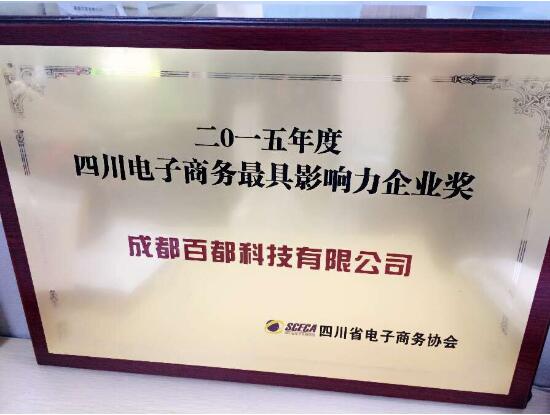 二0一五年度
四川电子商务最具影响力企业奖
成都百都科技有限公司
SCECA 四川省电子商务协会